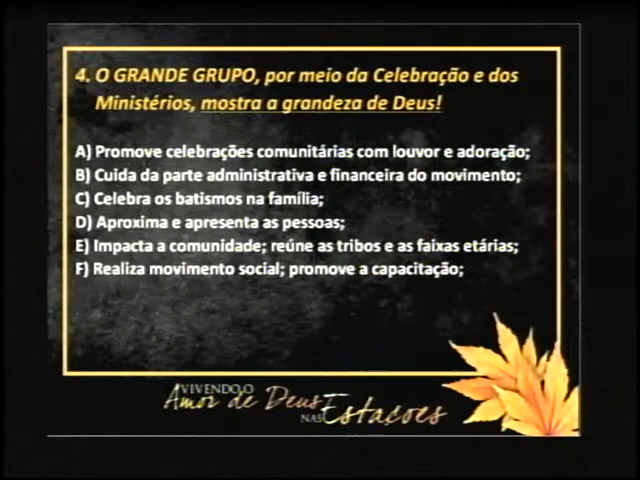 4. O GRANDE GRUPO, por meio da Celebração e dos
Ministérios, mostra a grandeza de Deus!
A) Promove celebrações comunitárias com louvor e adoração;
B) Cuida da parte administrativa e financeira do movimento;
C) Celebra os batismos na família;
D) Aproxima e apresenta as pessoas;
E) Impacta a comunidade; reúne as tribos e as faixas etárias;
F) Realiza movimento social; promove a capacitação;
VIVENDO O
Amor de Deus
NAS Estacoes